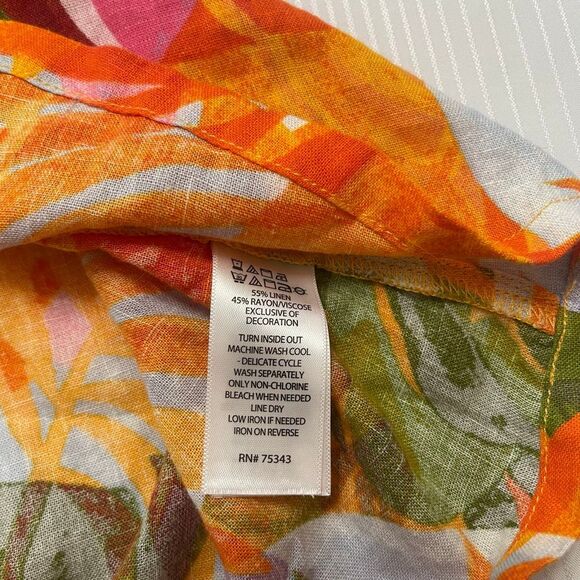 55% LINEN
45% RAYON/VISCOSE
EXCLUSIVE OF
DECORATION
TURN INSIDE OUT
MACHINE WASH COOL
- DELICATE CYCLE
WASH SEPARATELY
ONLY NON-CHLORINE
BLEACH WHEN NEEDED
LINE DRY
LOW IRON IF NEEDED
IRON ON REVERSE
RN# 75343